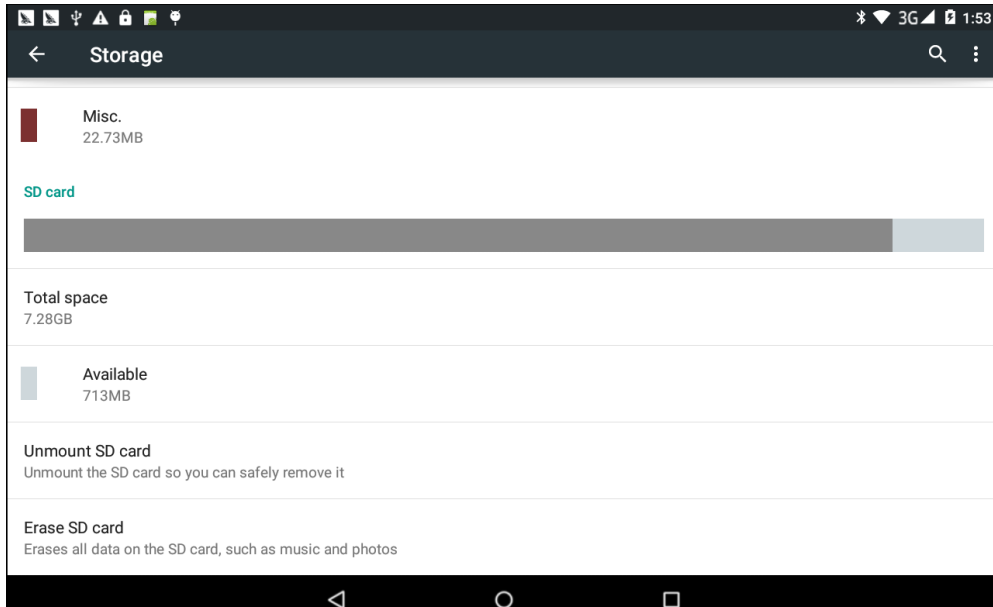 3G 1:53
Storage
Misc.
22.73MB
SD card
Total space
7.28GB
Available
713MB
Unmount SD card
Unmount the SD card so you can safely remove it
Erase SD card
Erases all data on the SD card, such as music and photos